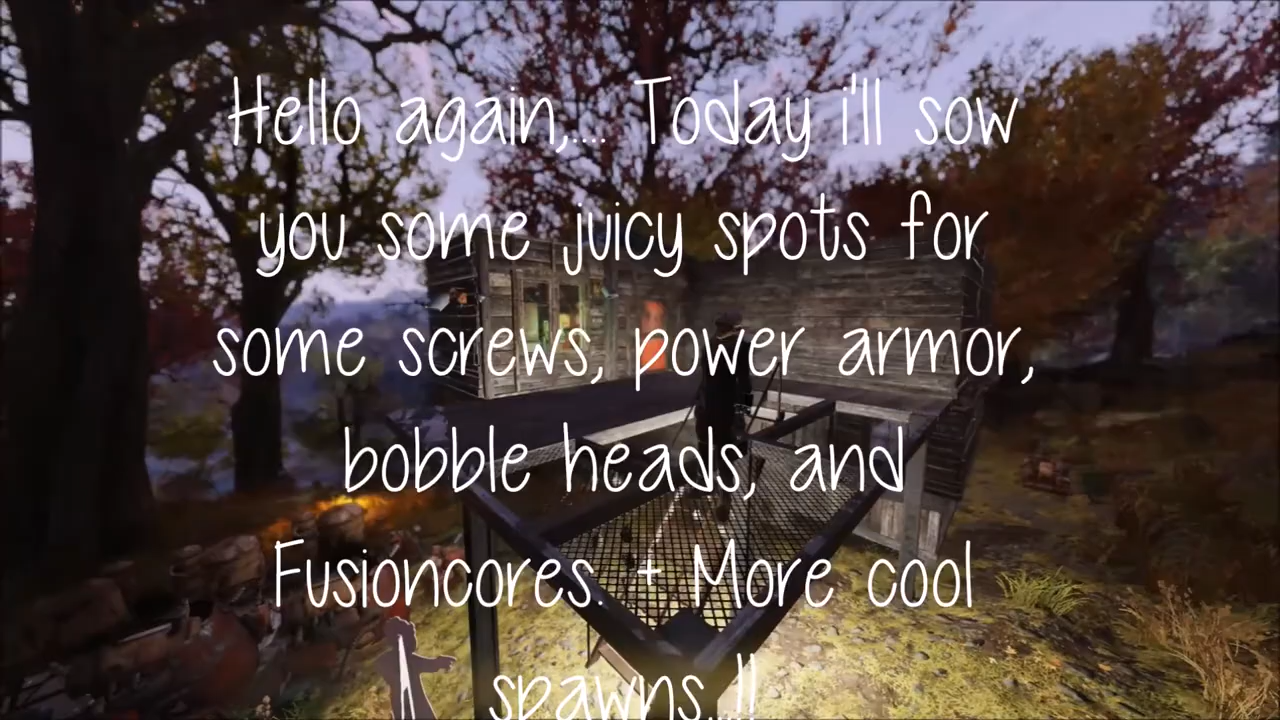 Hello again,.... Today i'll sow
you some juicy spots for
some screws, power armor,
bobble heads, and
Fusioncores. + More cool
spawns...!!